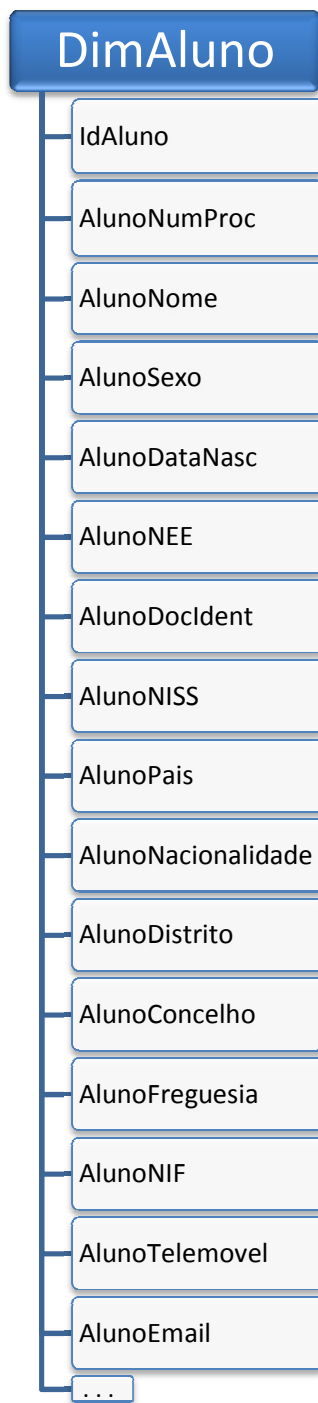 DimAluno
IdAluno
AlunoNumProc
AlunoNome
AlunoSexo
AlunoDataNasc
AlunoNEE
AlunoDocIdent
AlunoNISS
AlunoPais
AlunoNacionalidade
AlunoDistrito
AlunoConcelho
AlunoFreguesia
AlunoNIF
AlunoTelemovel
AlunoEmail
. . .